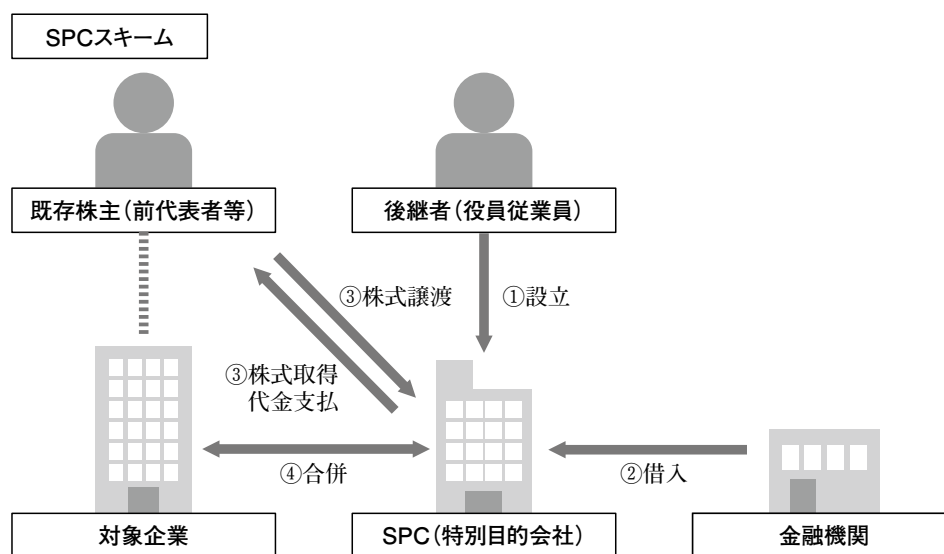 SPCスキーム
既存株主（前代表者等）
後継者（役員従業員）
③株式譲渡
①設立
③株式取得
代金支払
④合併
②借入
対象企業
SPC（特別目的会社）
金融機関